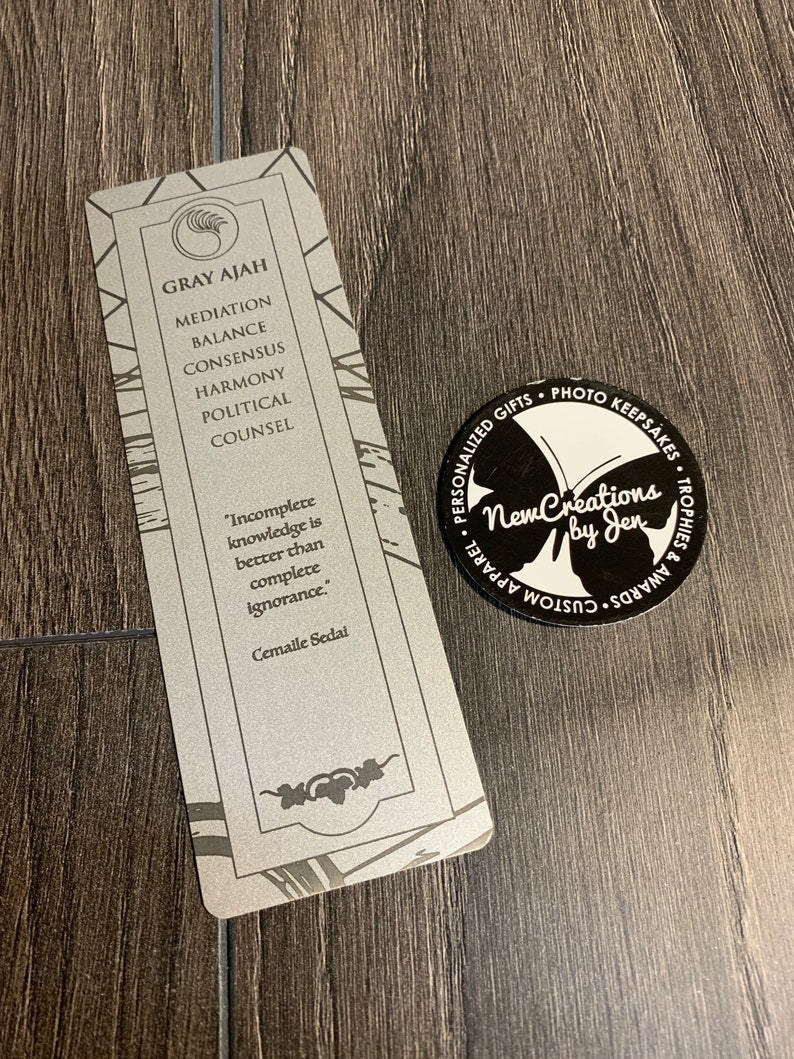 GRAY AJAH
MEDIATION
BALANCE
CONSENSUS
HARMONY
POLITICAL
COUNSEL
"Incomplete
knowledge is
better than
complete
ignorance."
Cemaile Sedai
PERSONALIZED GIFTS • PHOTO KEEPSAKES • TROPHIES & AWARDS • CUSTOM APPAREL •
NewCreations
by Jen